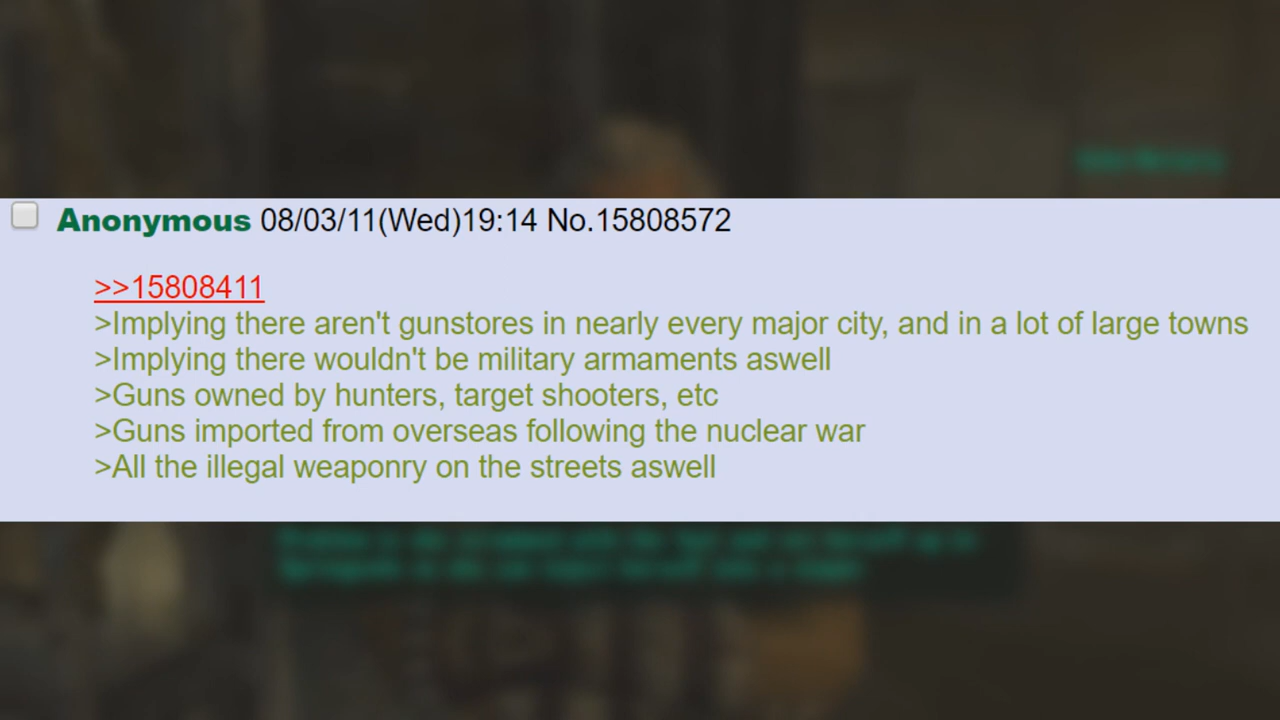 Anonymous 08/03/11(Wed)19:14 No.15808572
>>15808411
>Implying there aren't gunstores in nearly every major city, and in a lot of large towns
>Implying there wouldn't be military armaments aswell
>Guns owned by hunters, target shooters, etc
>Guns imported from overseas following the nuclear war
>All the illegal weaponry on the streets aswell